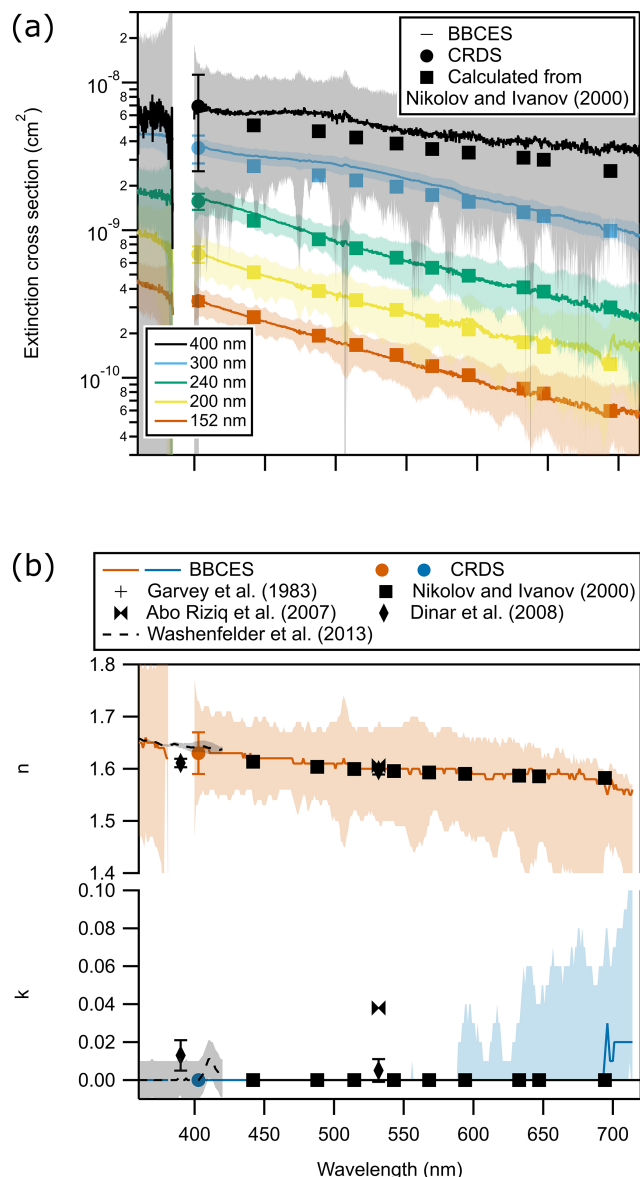 (a)
BBCES
CRDS
Calculated from
Nikolov and Ivanov (2000)
Extinction cross section (cm2)
2
10-8
8
6
4
2
10-9
8
6
4
2
10-10
8
6
4
400 nm
300 nm
240 nm
200 nm
152 nm
(b)
BBCES CRDS
Garvey et al. (1983) Nikolov and Ivanov (2000)
Abo Riziq et al. (2007) Dinar et al. (2008)
Washenfelder et al. (2013)
n
1.8
1.7
1.6
1.5
1.4
k
0.10
0.08
0.06
0.04
0.02
0.00
400 450 500 550 600 650 700
Wavelength (nm)